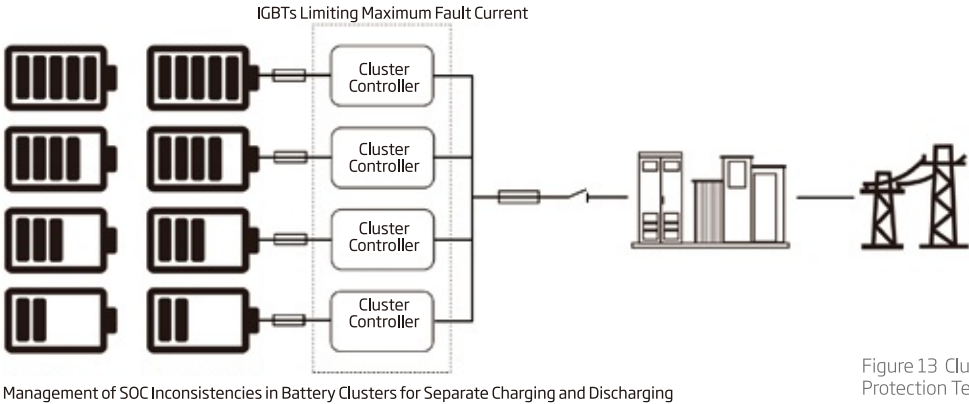 IGBTs Limiting Maximum Fault Current
Cluster
Controller
Cluster
Controller
Cluster
Controller
Cluster
Controller
Management of SOC Inconsistencies in Battery Clusters for Separate Charging and Discharging
Figure 13 Clu
Protection Te